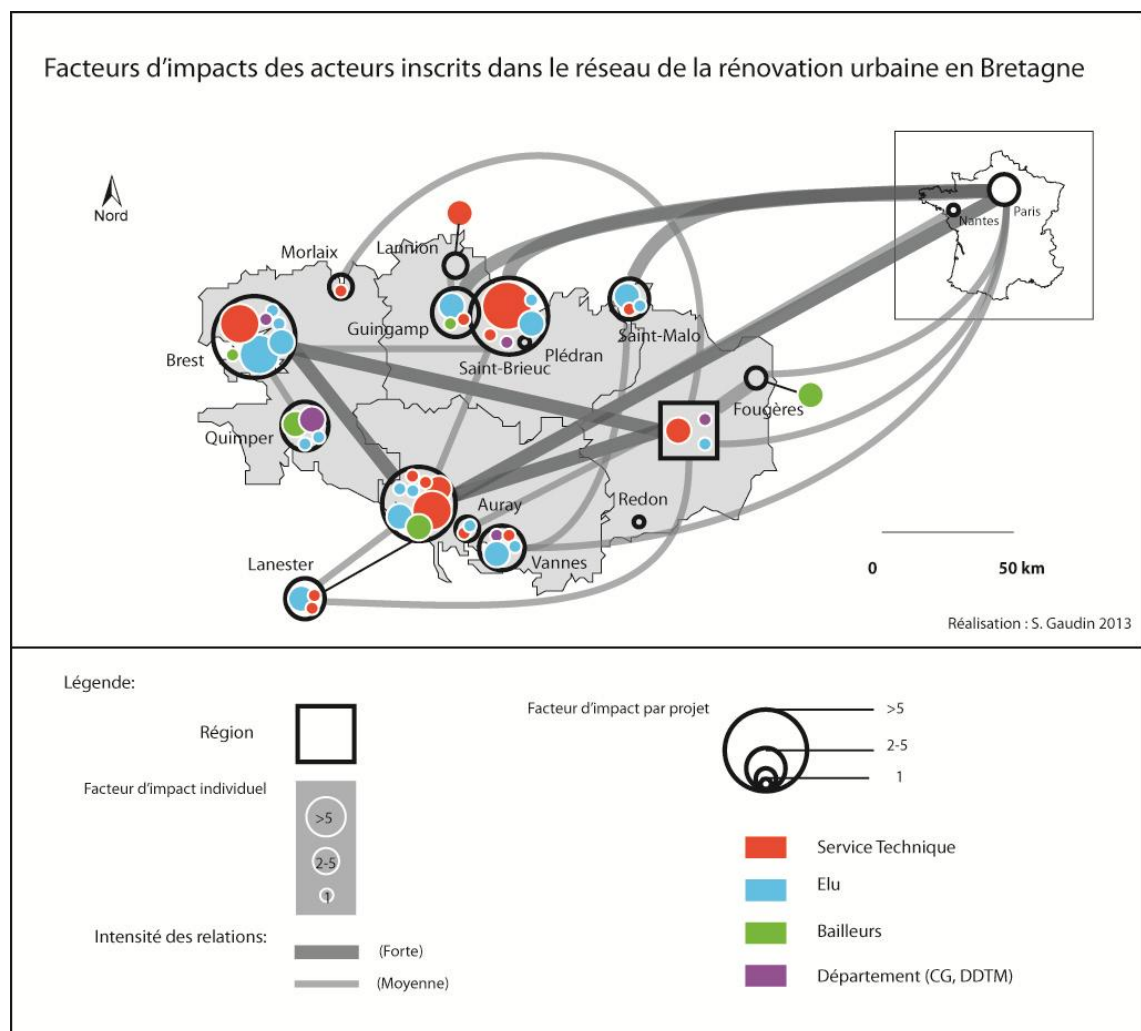 Facteurs d'impacts des acteurs inscrits dans le réseau de la rénovation urbaine en Bretagne
Nord
Paris
Nantes
Morlaix
Lannion
Guingamp
Saint-Malo
Brest
Saint-Brieuc
Plédran
Fougères
Quimper
Auray
Redon
Lanester
Vannes
0
50 km
Réalisation : S. Gaudin 2013
Légende:
Région
Facteur d'impact individuel
>5
2-5
1
Intensité des relations:
(Forte)
(Moyenne)
Facteur d'impact par projet
>5
2-5
1
Service Technique
Elu
Bailleurs
Département (CG, DDTM)